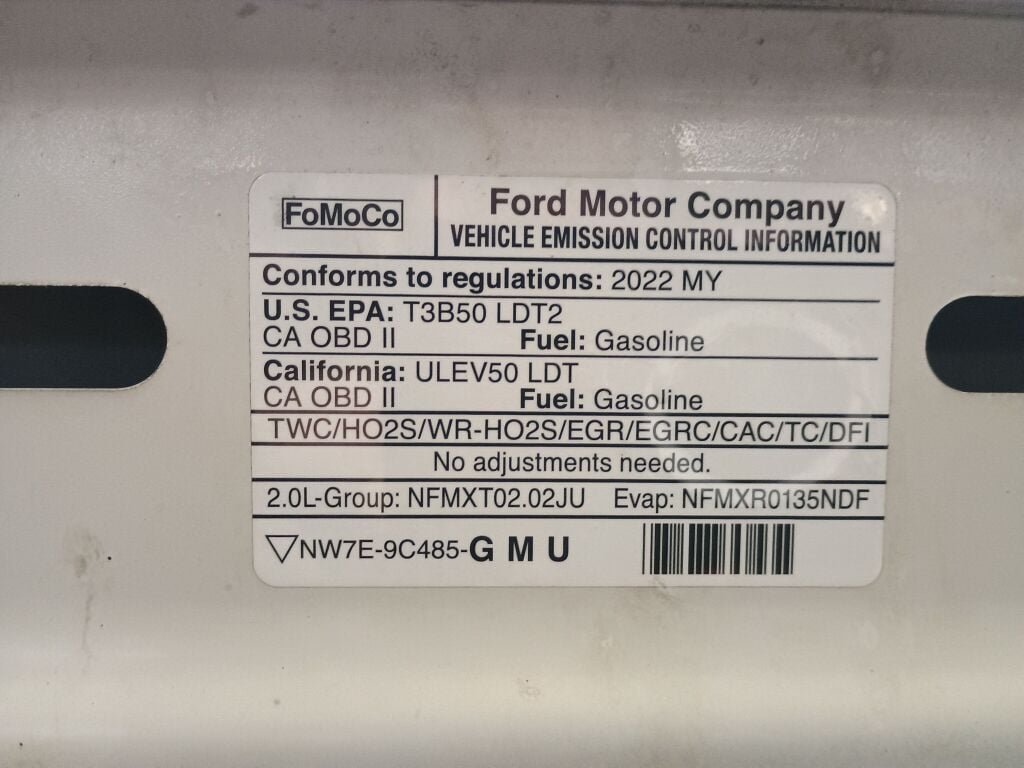 FoMoCo
Ford Motor Company
VEHICLE EMISSION CONTROL INFORMATION
Conforms to regulations: 2022 MY
U.S. EPA: T3B50 LDT2
CA OBD II Fuel: Gasoline
California: ULEV50 LDT
CA OBD II Fuel: Gasoline
TWC/HO2S/WR-HO2S/EGR/EGRC/CAC/TC/DFI
No adjustments needed.
2.0L-Group: NFMXT02.02JU Evap: NFMXR0135NDF
▽NW7E-9C485-G M U